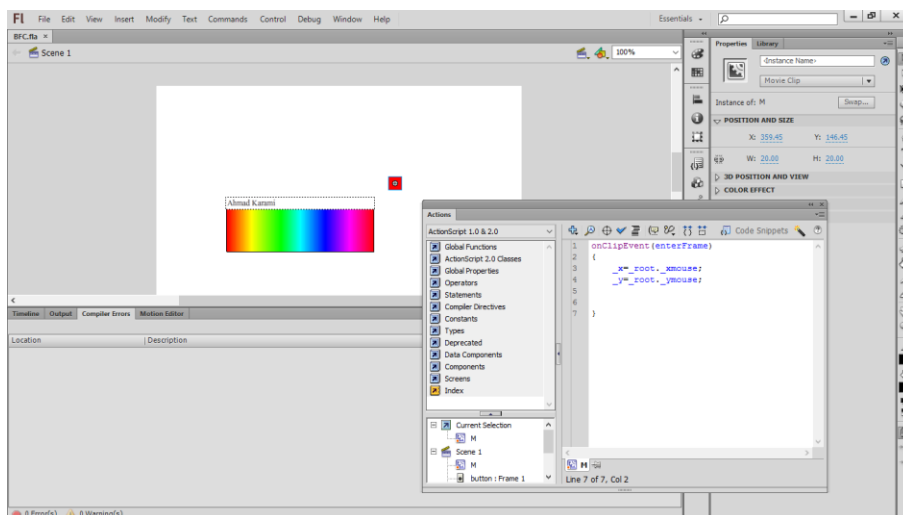 Fl File Edit View Insert Modify Text Commands Control Debug Window Help Essentials
BFC.fla ×
Scene 1 100%
Properties Library
<Instance Name>
Movie Clip
Instance of: M Swap...
POSITION AND SIZE
X: 359.45 Y: 146.45
W: 20.00 H: 20.00
3D POSITION AND VIEW
COLOR EFFECT
Ahmad Karami
Timeline Output Compiler Errors Motion Editor
Location Description
0 Error(s) 0 Warning(s)
Actions
ActionScript 1.0 & 2.0
Global Functions
ActionScript 2.0 Classes
Global Properties
Operators
Statements
Compiler Directives
Constants
Types
Deprecated
Data Components
Components
Screens
Index
Current Selection
M
Scene 1
M
button : Frame 1
Code Snippets
1 onClipEvent(enterFrame)
2 {
3 _x=_root._xmouse;
4 _y=_root._ymouse;
5
6
7 }
M
Line 7 of 7, Col 2